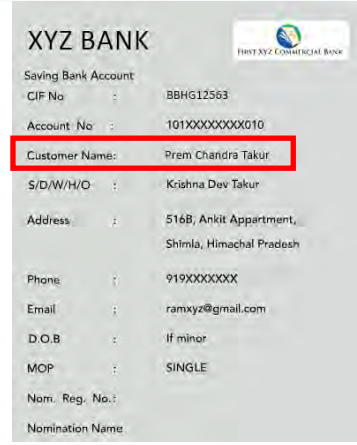 XYZ BANK
FIRST XYZ COMMERCIAL BANK
Saving Bank Account
CIF No : BBHG12563
Account No : 101XXXXXXXX010
Customer Name: Prem Chandra Takur
S/D/W/H/O : Krishna Dev Takur
Address : 516B, Ankit Appartment,
Shimla, Himachal Pradesh
Phone : 919XXXXXXX
Email : ramxyz@gmail.com
D.O.B : If minor
MOP : SINGLE
Nom. Reg. No.:
Nomination Name